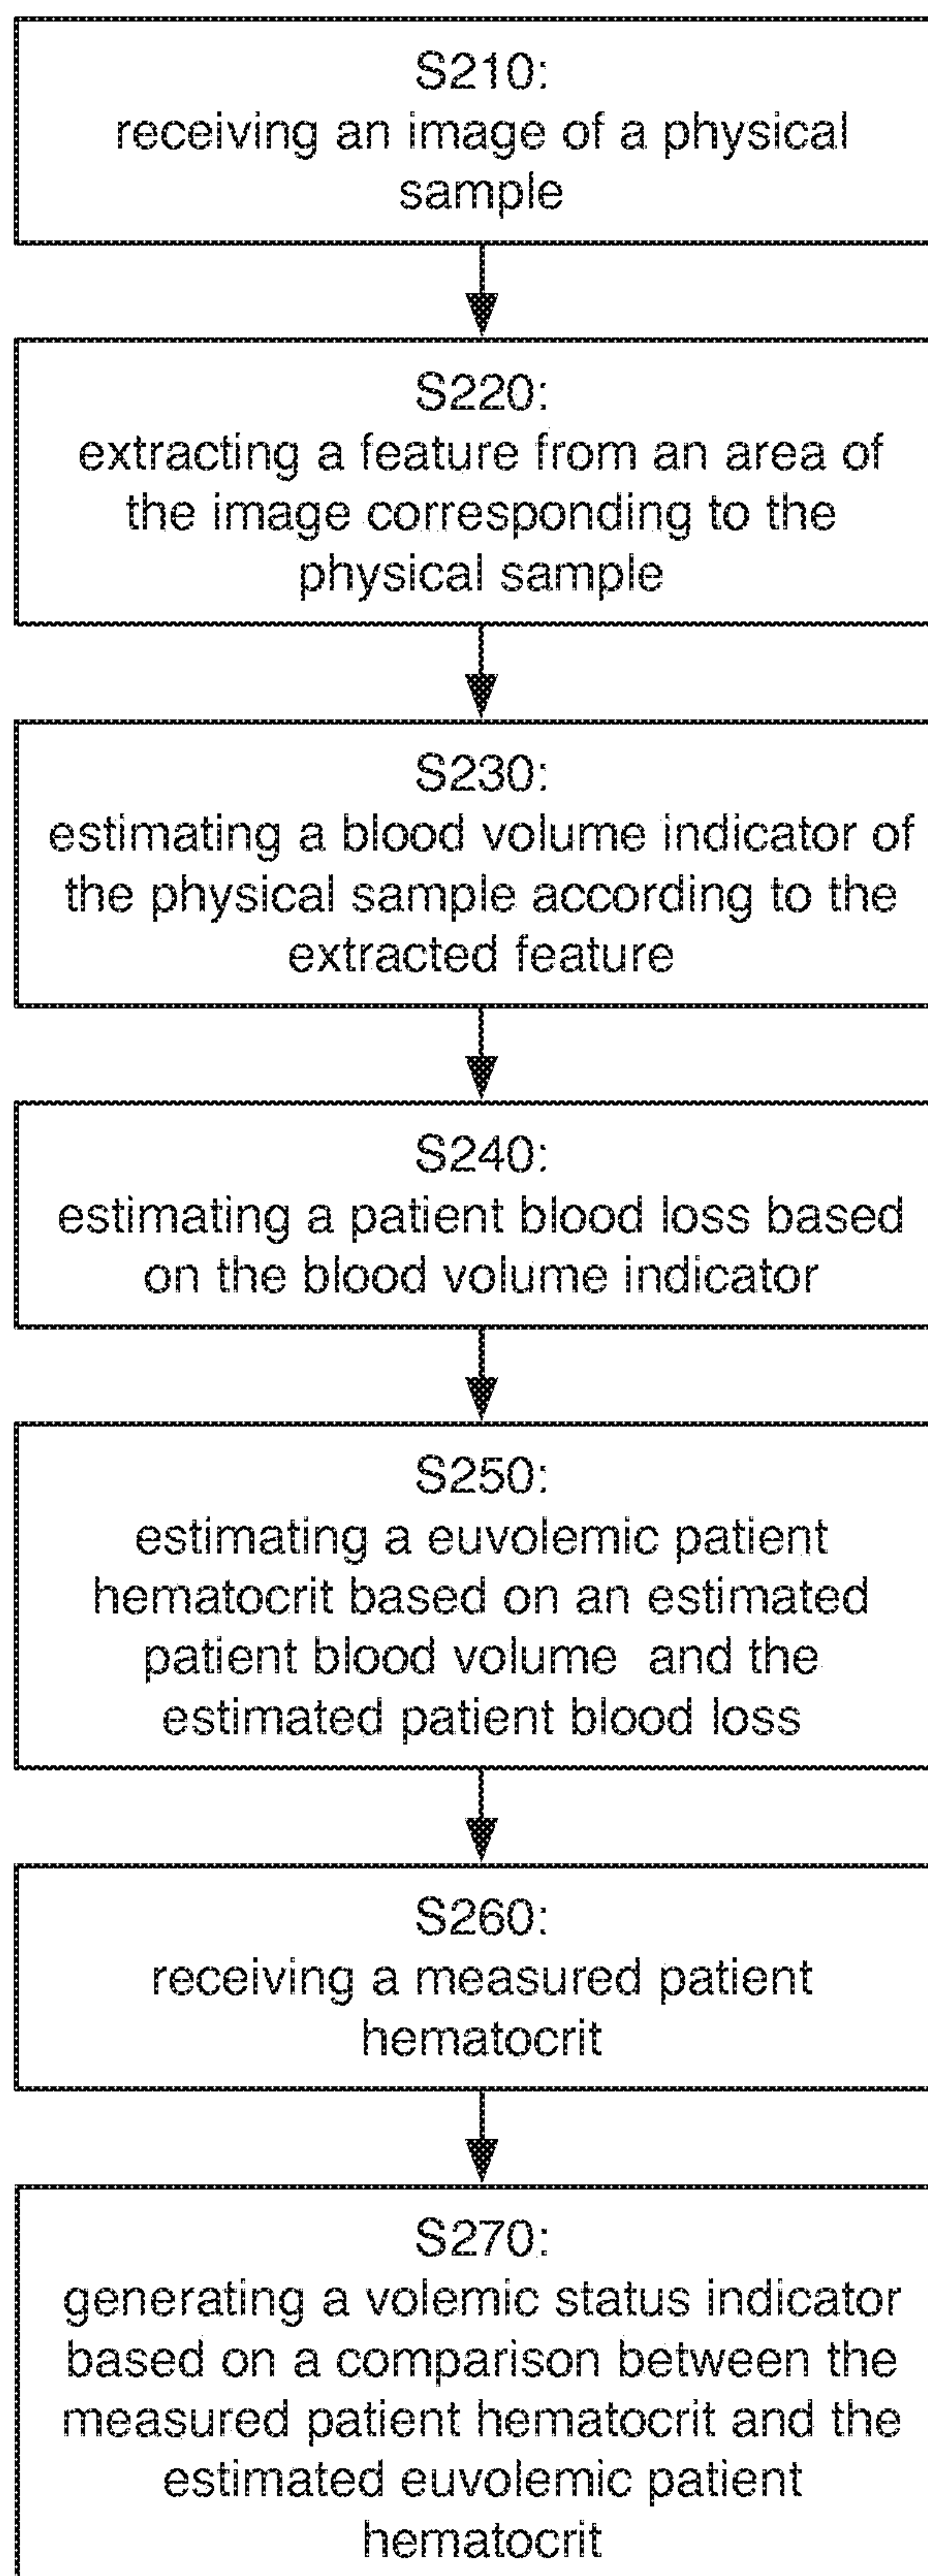 S210:
receiving an image of a physical
sample
S220:
extracting a feature from an area of
the image corresponding to the
physical sample
S230:
estimating a blood volume indicator of
the physical sample according to the
extracted feature
S240:
estimating a patient blood loss based
on the blood volume indicator
S250:
estimating a euvolemic patient
hematocrit based on an estimated
patient blood volume and the
estimated patient blood loss
S260:
receiving a measured patient
hematocrit
S270:
generating a volemic status indicator
based on a comparison between the
measured patient hematocrit and the
estimated euvolemic patient
hematocrit